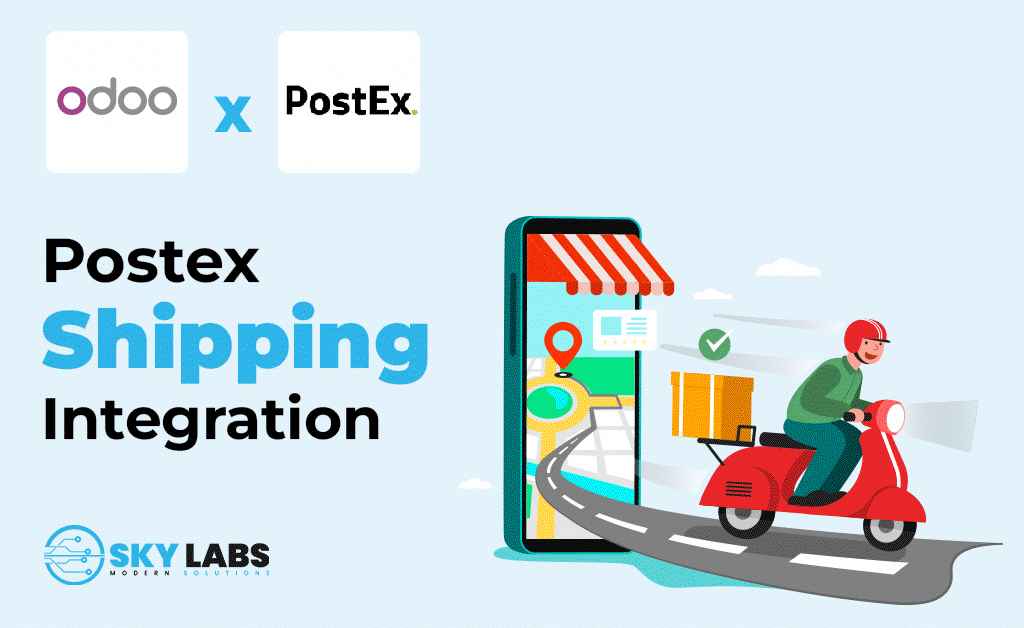 odoo
x
PostEx.
Postex
Shipping
Integration
SKY LABS
MODERN SOLUTIONS